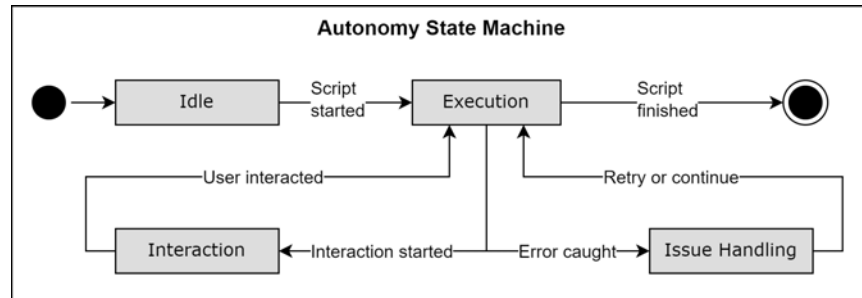 Autonomy State Machine
Idle
Script
started
Execution
Script
finished
User interacted
Retry or continue
Interaction
Interaction started
Error caught
Issue Handling